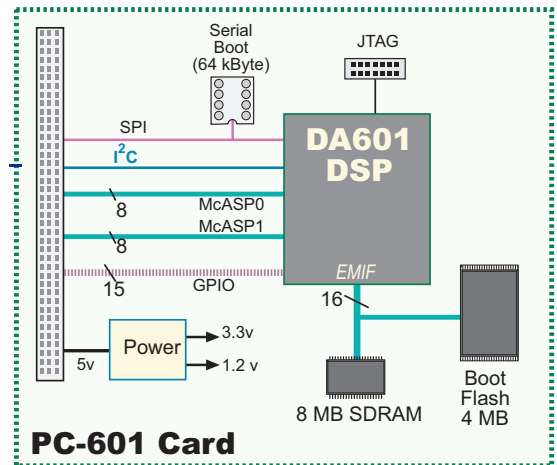 Serial
Boot
(64 kByte)
JTAG
SPI
DA601
DSP
I²C
8
McASP0
McASP1
8
15
GPIO
EMIF
16
Power
3.3v
1.2 v
5v
8 MB SDRAM
Boot
Flash
4 MB
PC-601 Card